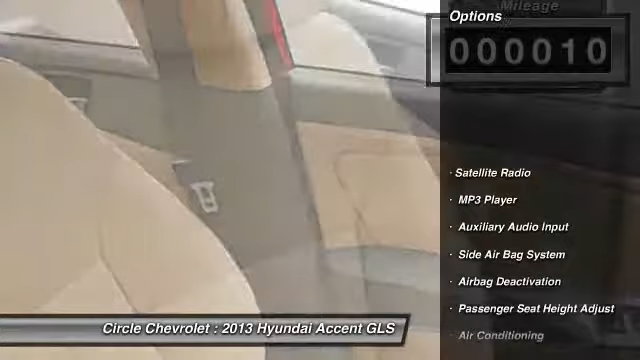 Mileage
Options
000010
· Satellite Radio
· MP3 Player
· Auxiliary Audio Input
· Side Air Bag System
· Airbag Deactivation
· Passenger Seat Height Adjust
· Air Conditioning
Circle Chevrolet : 2013 Hyundai Accent GLS